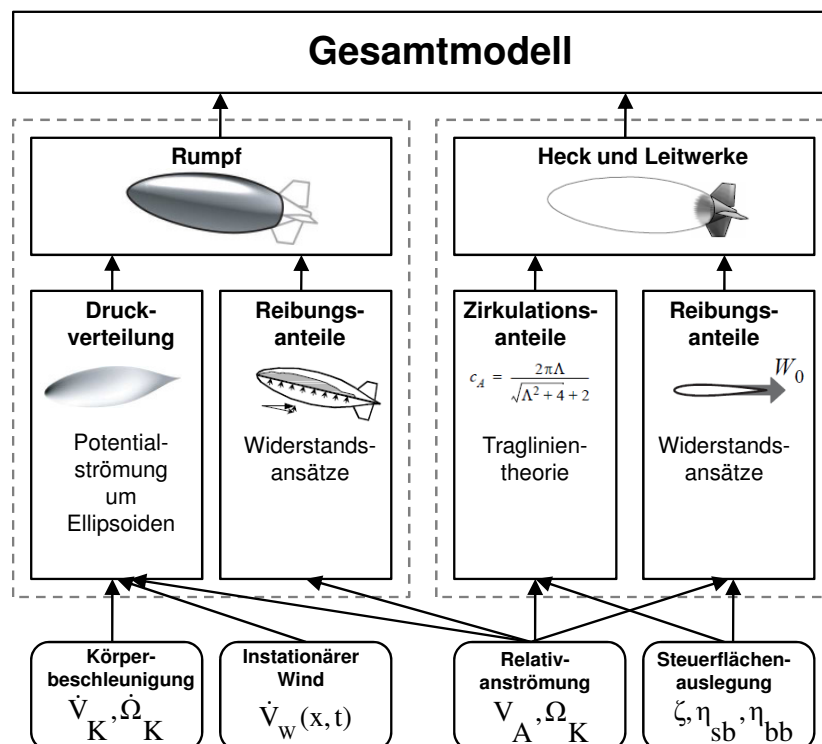 Gesamtmodell
Rumpf
Heck und Leitwerke
Druck-
verteilung
Potential-
strömung
um
Ellipsoiden
Reibungs-
anteile
Widerstands-
ansätze
Zirkulations-
anteile
c_A = 2πΛ / (√(Λ² + 4) + 2)
Traglinien-
theorie
Reibungs-
anteile
W₀
Widerstands-
ansätze
Körper-
beschleunigung
V̇_K, Ω̇_K
Instationärer
Wind
V̇_w(x, t)
Relativ-
anströmung
V_A, Ω_K
Steuerflächen-
auslegung
ζ, η_sb, η_bb